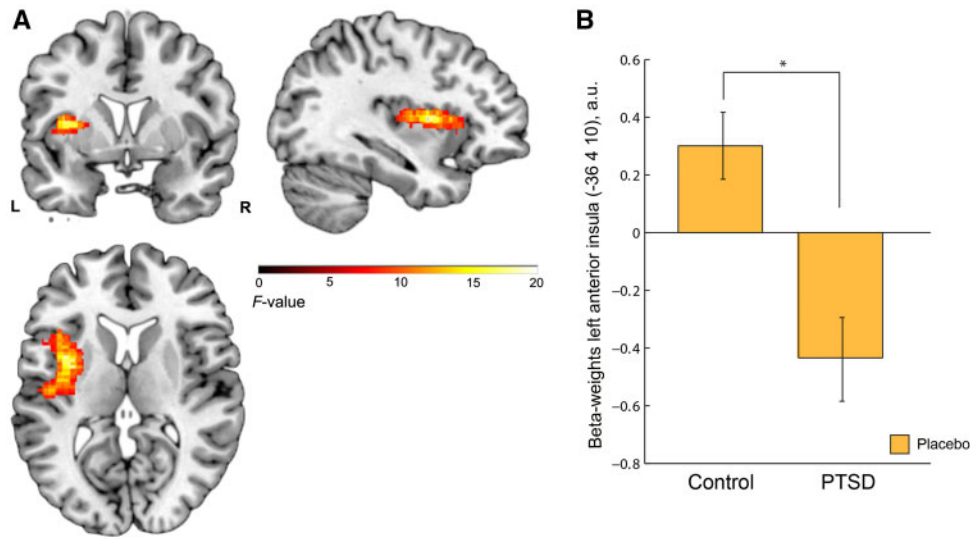 A
L
R
0
5
10
15
20
F-value
B
Beta-weights left anterior insula (-36 4 10), a.u.
0.6
0.4
0.2
0
–0.2
–0.4
–0.6
–0.8
*
Placebo
Control
PTSD